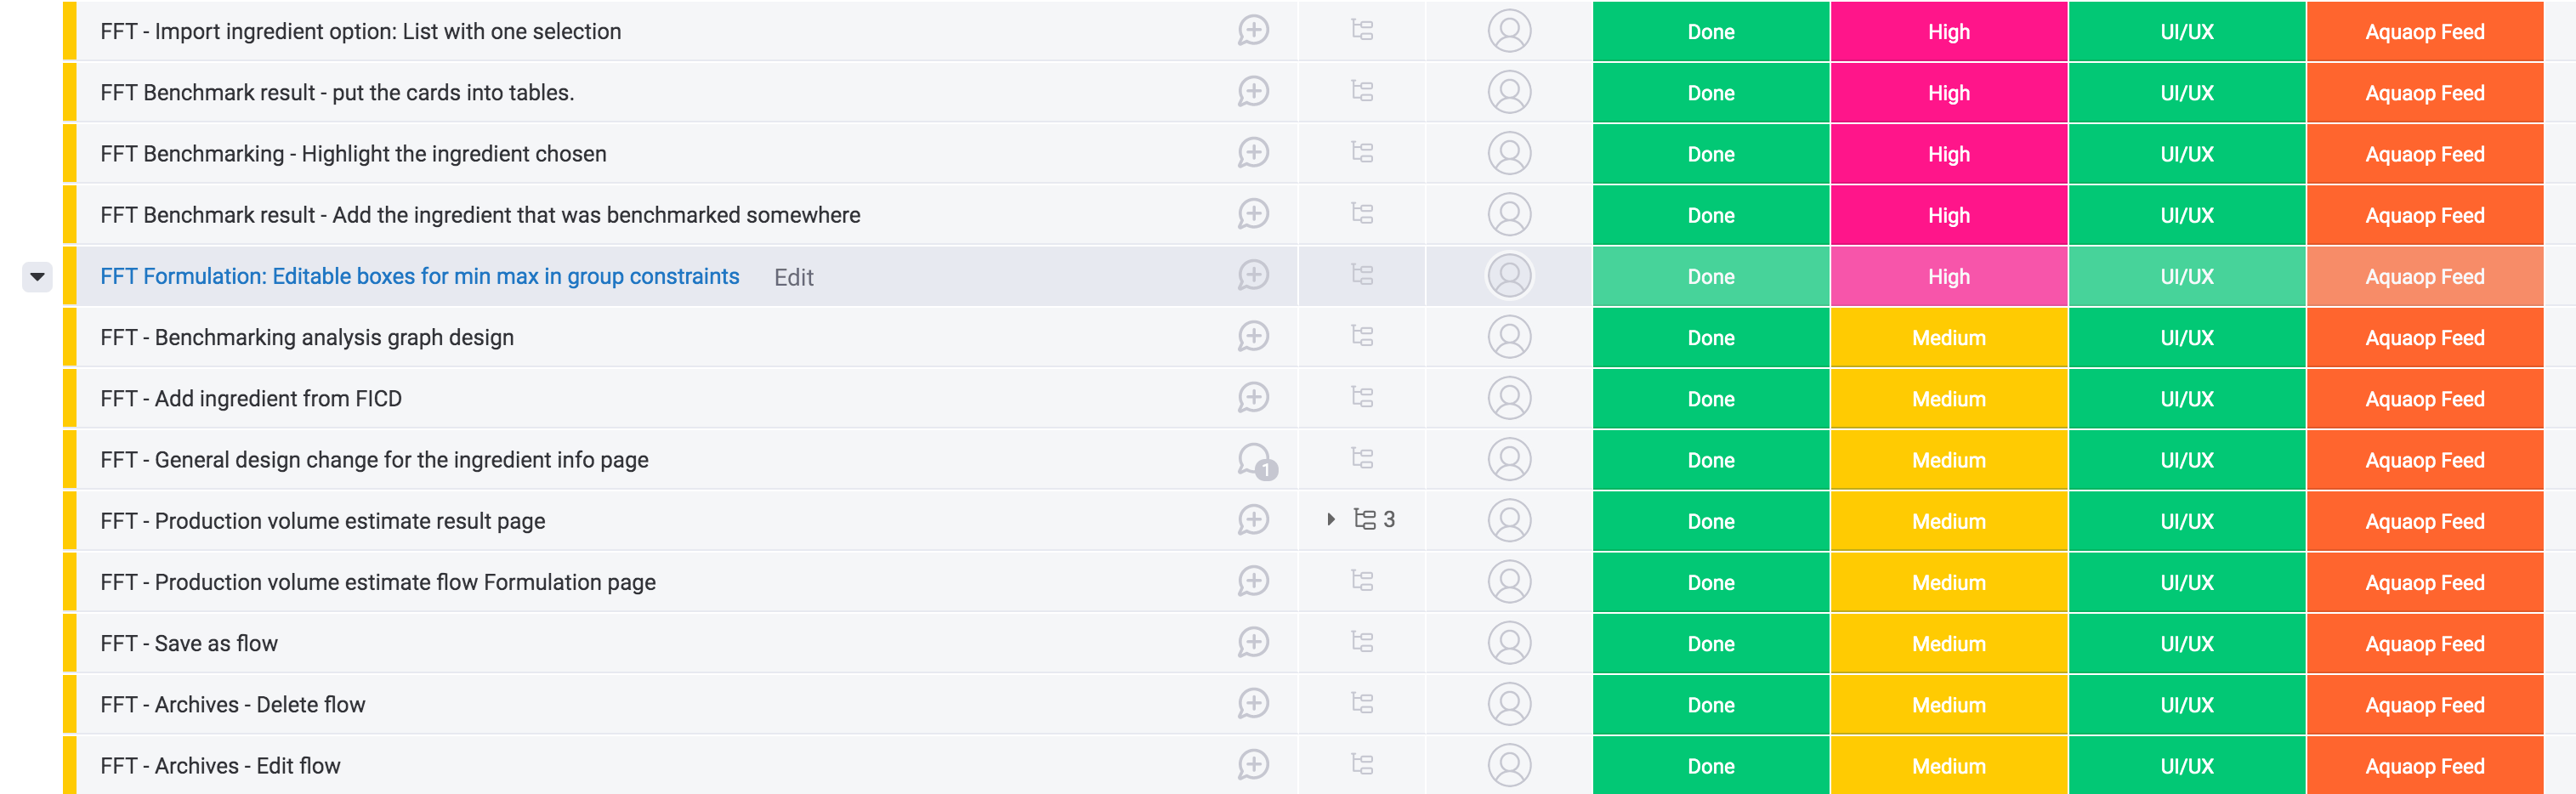 FFT - Import ingredient option: List with one selection Done High UI/UX Aquaop Feed
FFT Benchmark result - put the cards into tables. Done High UI/UX Aquaop Feed
FFT Benchmarking - Highlight the ingredient chosen Done High UI/UX Aquaop Feed
FFT Benchmark result - Add the ingredient that was benchmarked somewhere Done High UI/UX Aquaop Feed
FFT Formulation: Editable boxes for min max in group constraints Edit Done High UI/UX Aquaop Feed
FFT - Benchmarking analysis graph design Done Medium UI/UX Aquaop Feed
FFT - Add ingredient from FICD Done Medium UI/UX Aquaop Feed
FFT - General design change for the ingredient info page 1 Done Medium UI/UX Aquaop Feed
FFT - Production volume estimate result page 3 Done Medium UI/UX Aquaop Feed
FFT - Production volume estimate flow Formulation page Done Medium UI/UX Aquaop Feed
FFT - Save as flow Done Medium UI/UX Aquaop Feed
FFT - Archives - Delete flow Done Medium UI/UX Aquaop Feed
FFT - Archives - Edit flow Done Medium UI/UX Aquaop Feed